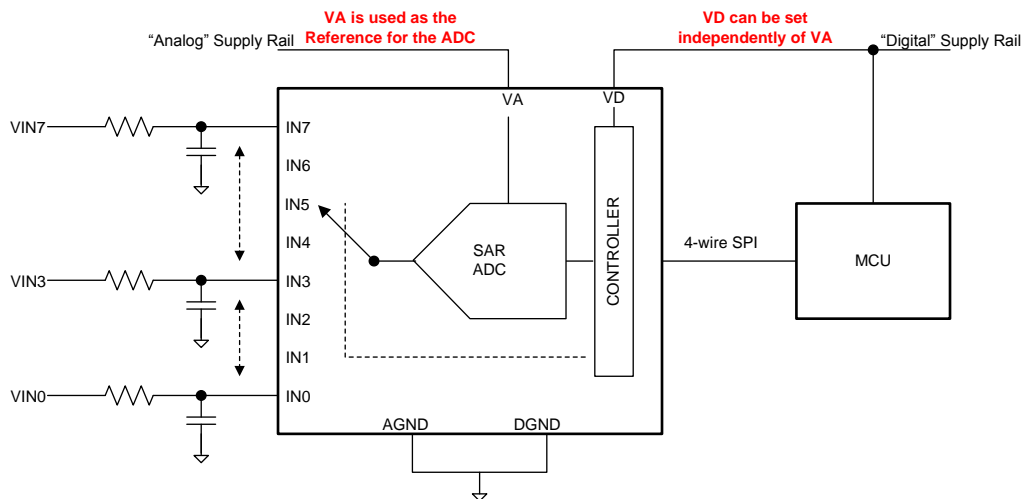 VA is used as the
Reference for the ADC
VD can be set
independently of VA
“Analog” Supply Rail
“Digital” Supply Rail
VA
VD
VIN7
IN7
IN6
IN5
IN4
VIN3
IN3
IN2
IN1
VIN0
IN0
SAR
ADC
CONTROLLER
4-wire SPI
MCU
AGND
DGND